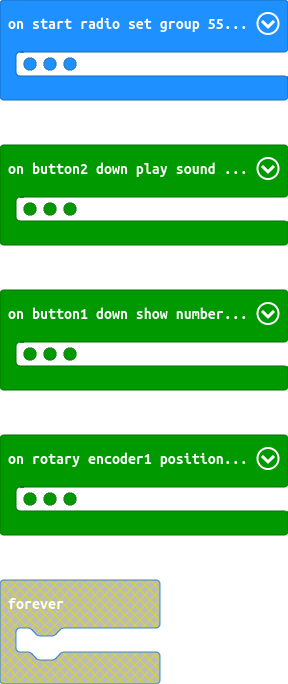 on start radio set group 55...
on button2 down play sound ...
on button1 down show number...
on rotary encoder1 position...
forever